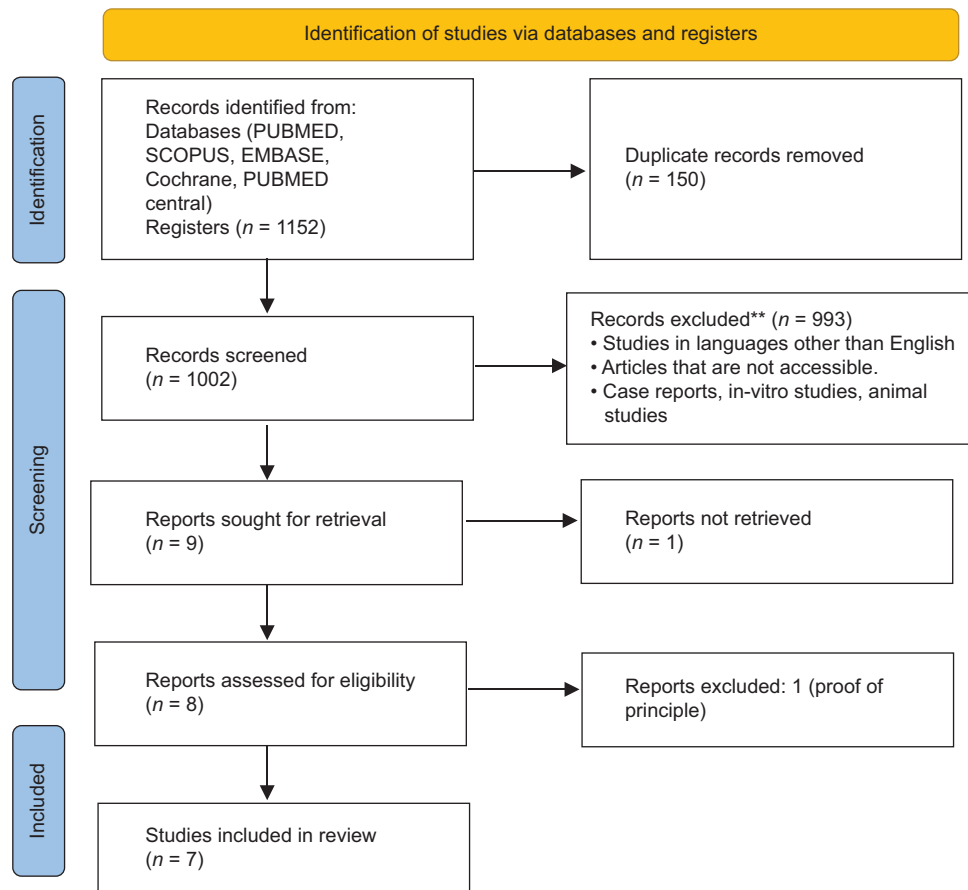 Identification of studies via databases and registers
Identification
Records identified from:
Databases (PUBMED,
SCOPUS, EMBASE,
Cochrane, PUBMED
central)
Registers (n = 1152)
Duplicate records removed
(n = 150)
Screening
Records screened
(n = 1002)
Records excluded** (n = 993)
• Studies in languages other than English
• Articles that are not accessible.
• Case reports, in-vitro studies, animal
studies
Reports sought for retrieval
(n = 9)
Reports not retrieved
(n = 1)
Reports assessed for eligibility
(n = 8)
Reports excluded: 1 (proof of
principle)
Included
Studies included in review
(n = 7)